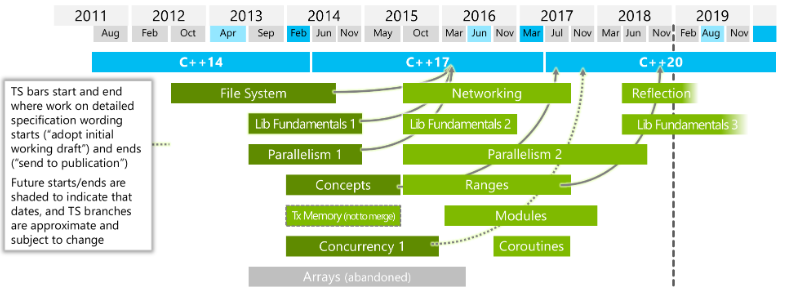 2011 2012 2013 2014 2015 2016 2017 2018 2019
Aug Feb Oct Apr Sep Feb Jun Nov May Oct Mar Jun Nov Mar Jul Nov Mar Jun Nov Feb Aug Nov
C++14 C++17 C++20
TS bars start and end
where work on detailed
specification wording
starts (“adopt initial
working draft”) and ends
(“send to publication”)
Future starts/ends are
shaded to indicate that
dates, and TS branches
are approximate and
subject to change
File System Networking Reflection
Lib Fundamentals 1 Lib Fundamentals 2 Lib Fundamentals 3
Parallelism 1 Parallelism 2
Concepts Ranges
Tx Memory (not to merge) Modules
Concurrency 1 Coroutines
Arrays (abandoned)